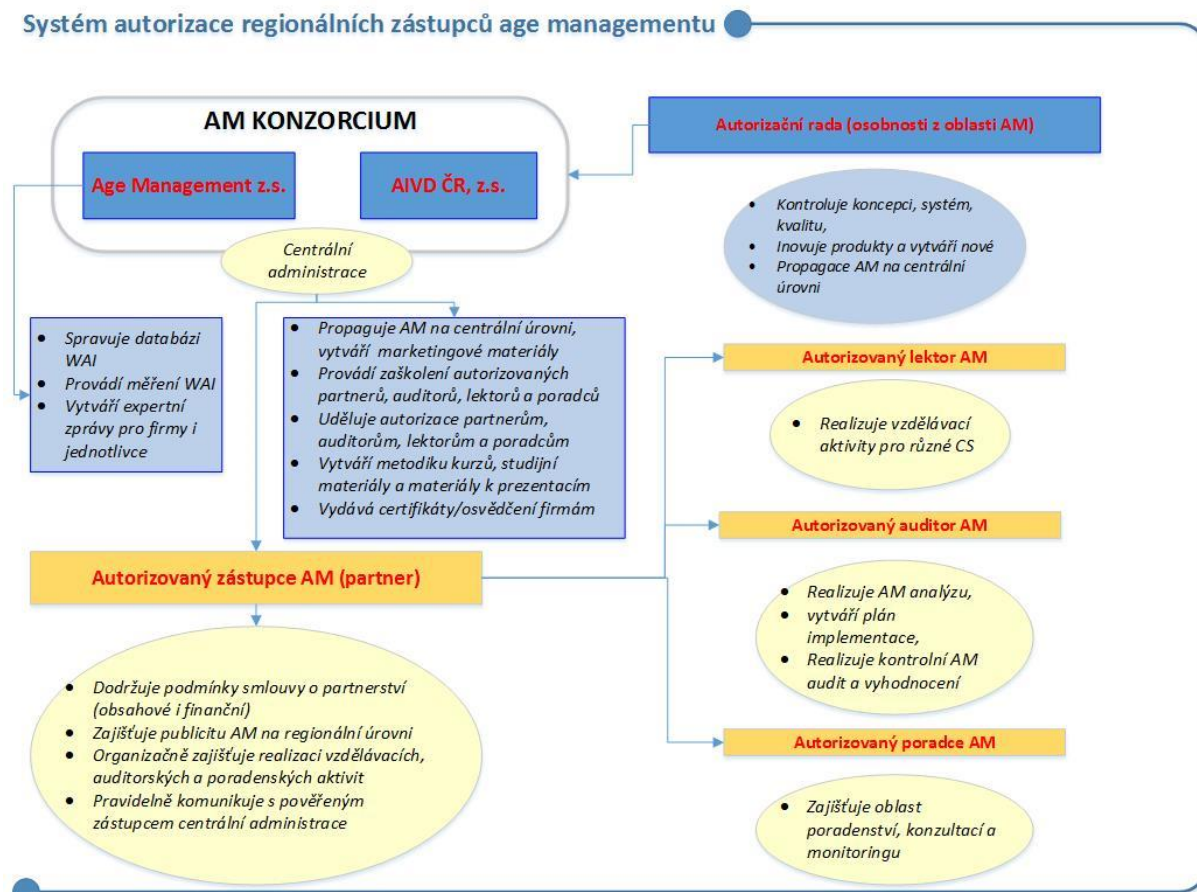 Systém autorizace regionálních zástupců age managementu
AM KONZORCIUM
Age Management z.s.
AIVD ČR, z.s.
Autorizační rada (osobnosti z oblasti AM)
Centrální
administrace
• Kontroluje koncepci, systém,
kvalitu,
• Inovuje produkty a vytváří nové
• Propagace AM na centrální
úrovni
• Spravuje databázi
WAI
• Provádí měření WAI
• Vytváří expertní
zprávy pro firmy i
jednotlivce
• Propaguje AM na centrální úrovni,
vytváří marketingové materiály
• Provádí zaškolení autorizovaných
partnerů, auditorů, lektorů a poradců
• Uděluje autorizace partnerům,
auditorům, lektorům a poradcům
• Vytváří metodiku kurzů, studijní
materiály a materiály k prezentacím
• Vydává certifikáty/osvědčení firmám
Autorizovaný lektor AM
• Realizuje vzdělávací
aktivity pro různé CS
Autorizovaný auditor AM
• Realizuje AM analýzu,
• vytváří plán
implementace,
• Realizuje kontrolní AM
audit a vyhodnocení
Autorizovaný zástupce AM (partner)
• Dodržuje podmínky smlouvy o partnerství
(obsahové i finanční)
• Zajišťuje publicitu AM na regionální úrovni
• Organizačně zajišťuje realizaci vzdělávacích,
auditorských a poradenských aktivit
• Pravidelně komunikuje s pověřeným
zástupcem centrální administrace
Autorizovaný poradce AM
• Zajišťuje oblast
poradenství, konzultací a
monitoringu